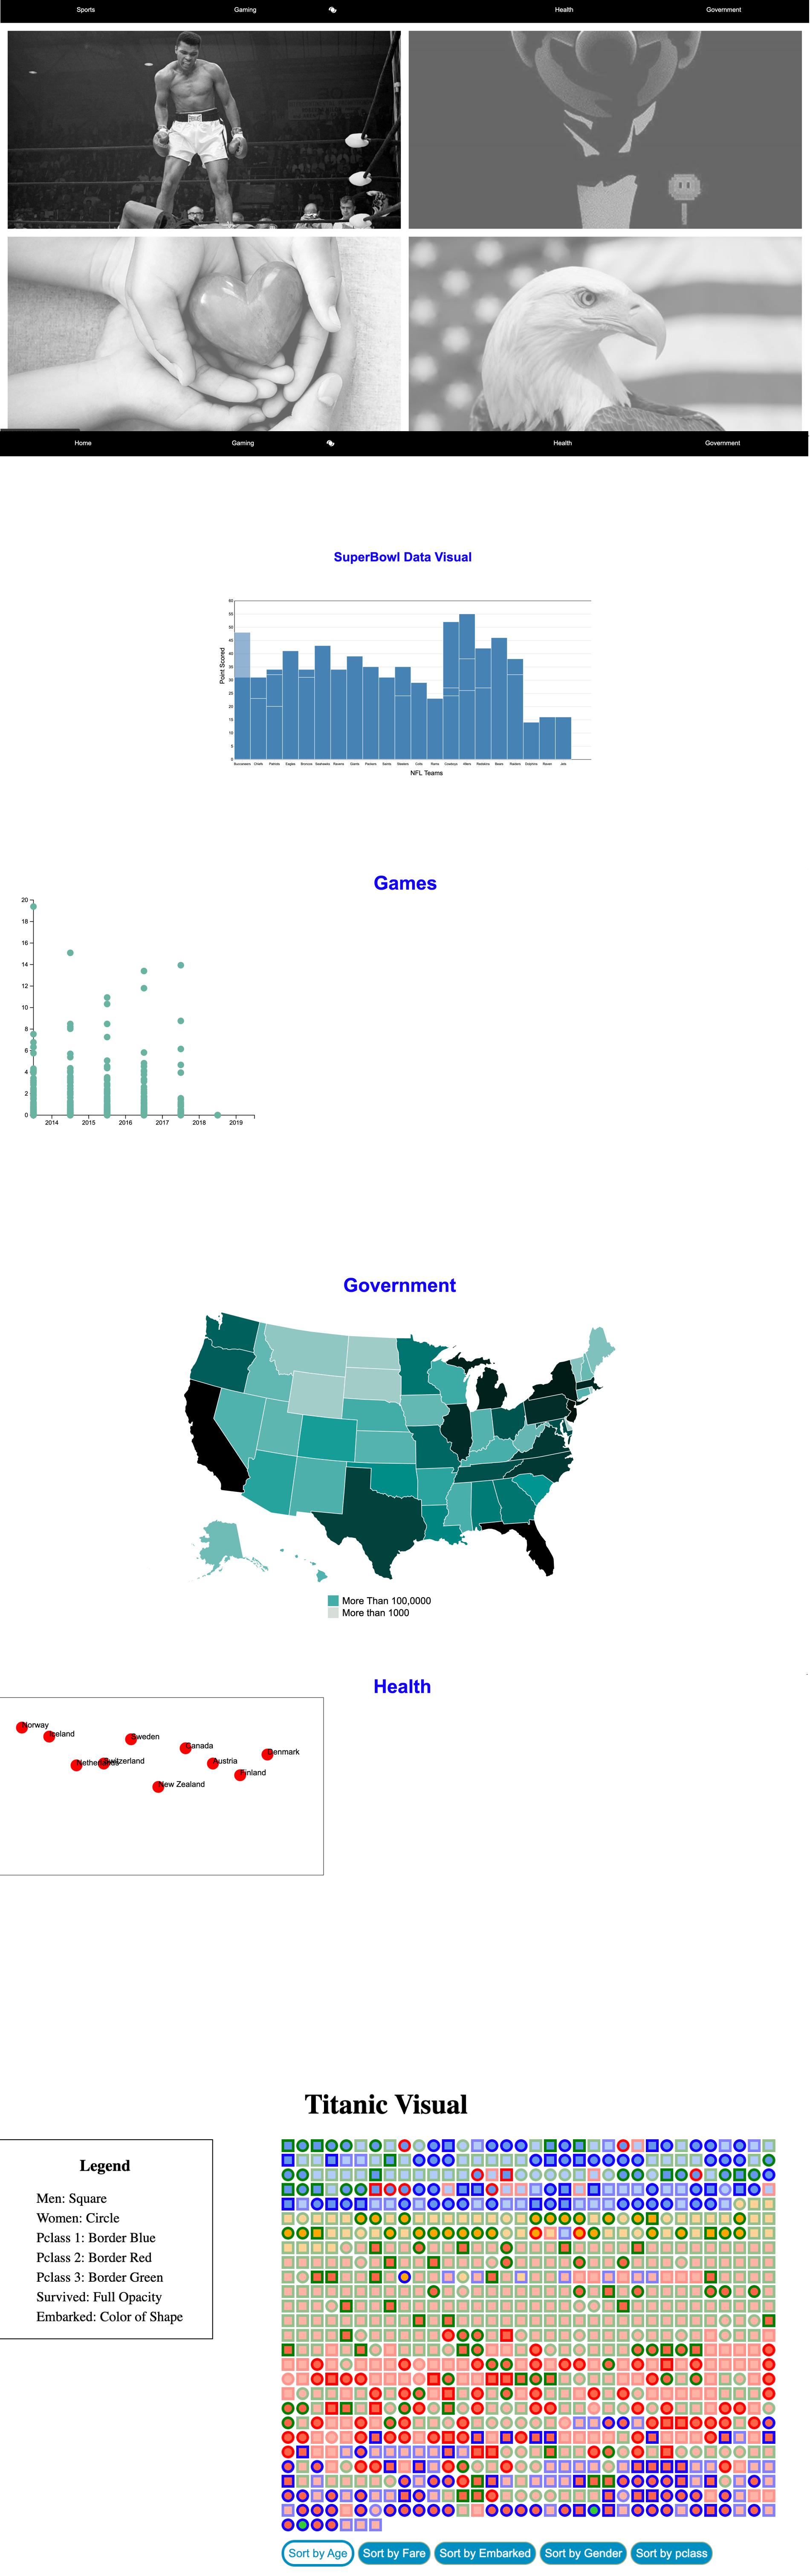 Sports Gaming Health Government
Home Gaming Health Government
SuperBowl Data Visual
60
55
50
45
40
35
30
25
20
15
10
5
0
Point Scored
Buccaneers Chiefs Patriots Eagles Broncos Seahawks Ravens Giants Packers Saints Steelers Colts Rams Cowboys 49ers Redskins Bears Raiders Dolphins Jets
NFL Teams
Games
20
18
16
14
12
10
8
6
4
2
0
2014 2015 2016 2017 2018 2019
Government
More Than 100,0000
More than 1000
Health
Norway
Iceland
Sweden
Canada
Denmark
Netherlands
Switzerland
Austria
Finland
New Zealand
Titanic Visual
Legend
Men: Square
Women: Circle
Pclass 1: Border Blue
Pclass 2: Border Red
Pclass 3: Border Green
Survived: Full Opacity
Embarked: Color of Shape
Sort by Age Sort by Fare Sort by Embarked Sort by Gender Sort by pclass